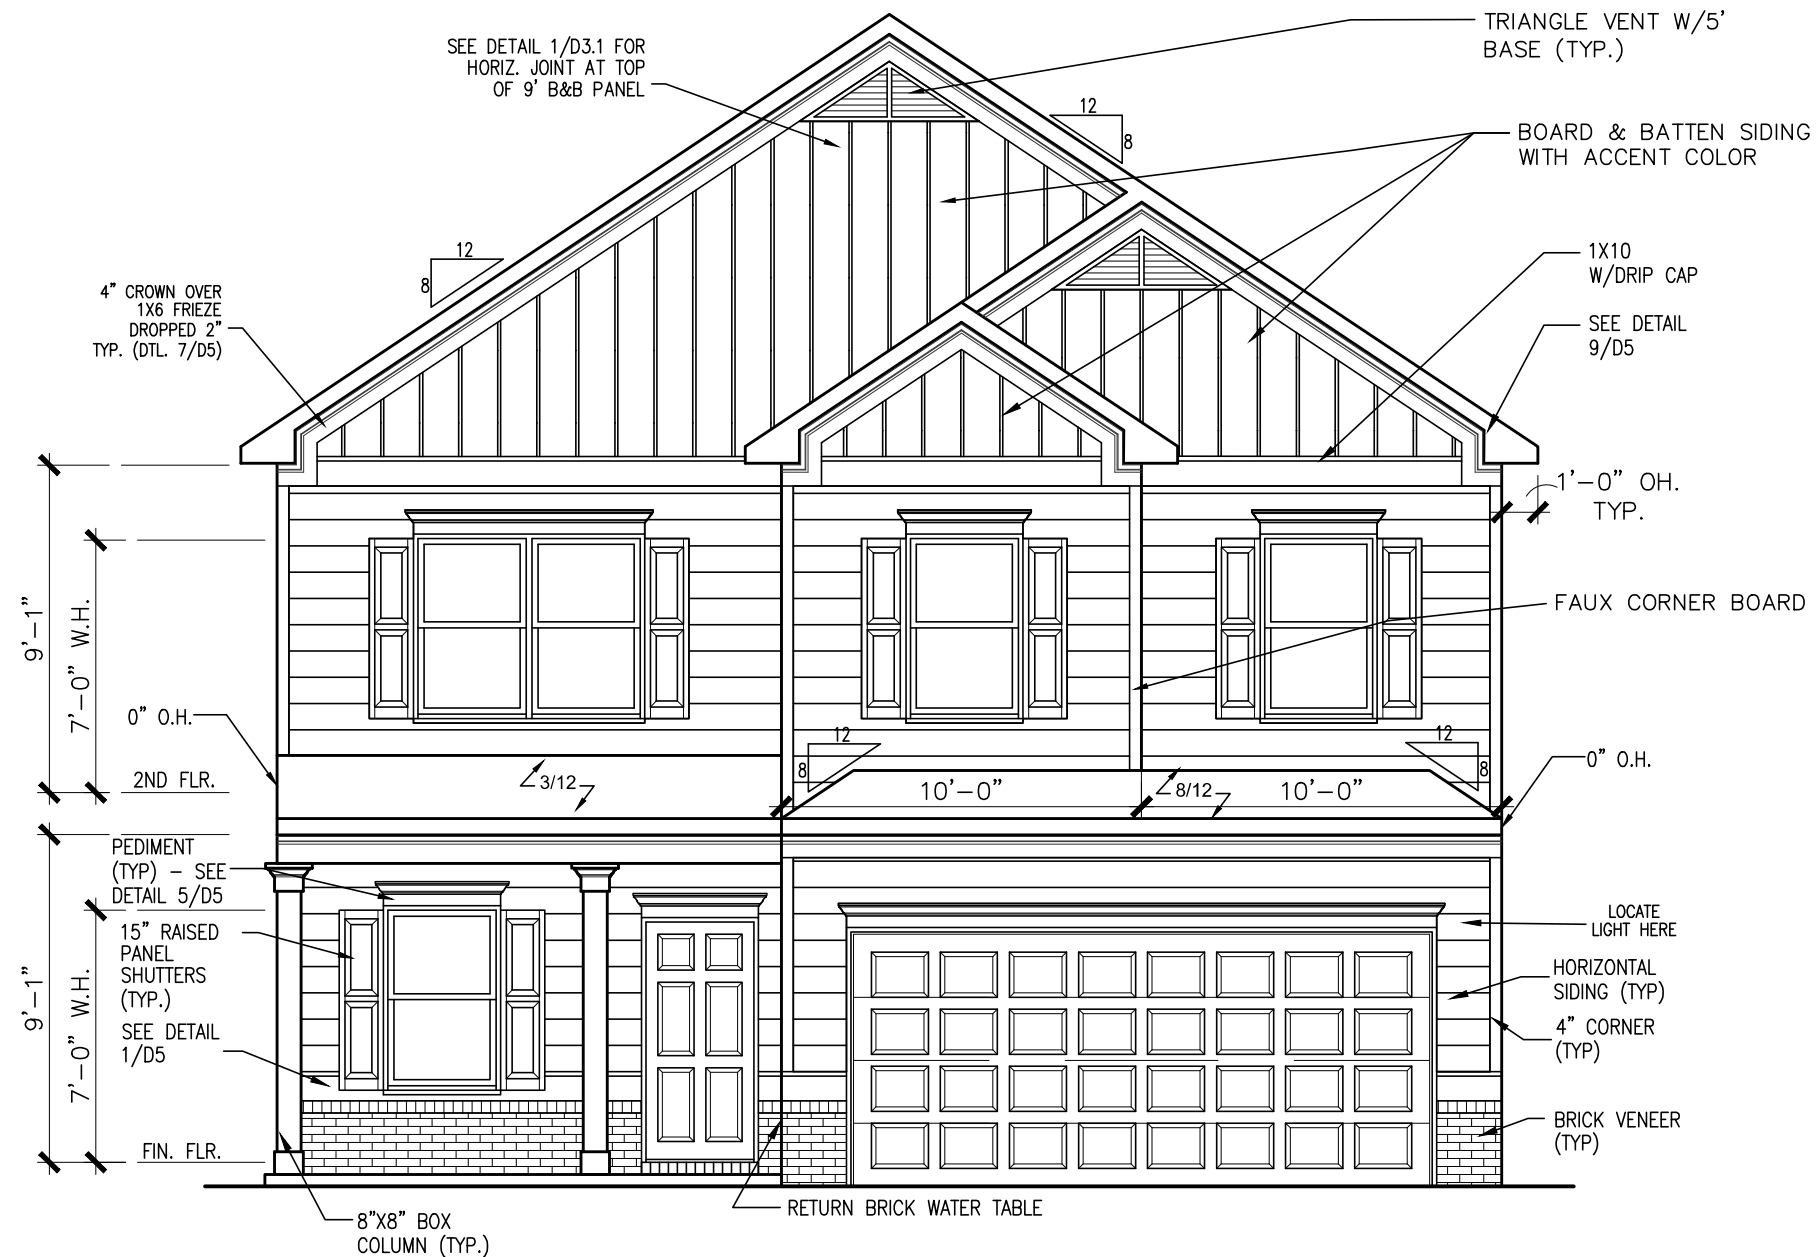 TRIANGLE VENT W/5'
BASE (TYP.)
SEE DETAIL 1/D3.1 FOR
HORIZ. JOINT AT TOP
OF 9' B&B PANEL
12
8
BOARD & BATTEN SIDING
WITH ACCENT COLOR
12
8
1X10
W/DRIP CAP
4" CROWN OVER
1X6 FRIEZE
DROPPED 2"
TYP. (DTL. 7/D5)
SEE DETAIL
9/D5
1'-0" OH.
TYP.
9'-1"
7'-0" W.H.
FAUX CORNER BOARD
0" O.H.
2ND FLR.
3/12
12
8
10'-0"
8/12
10'-0"
12
8
0" O.H.
PEDIMENT
(TYP) - SEE
DETAIL 5/D5
15" RAISED
PANEL
SHUTTERS
(TYP.)
SEE DETAIL
1/D5
9'-1"
7'-0" W.H.
FIN. FLR.
LOCATE
LIGHT HERE
HORIZONTAL
SIDING (TYP)
4" CORNER
(TYP)
BRICK VENEER
(TYP)
RETURN BRICK WATER TABLE
8"X8" BOX
COLUMN (TYP.)